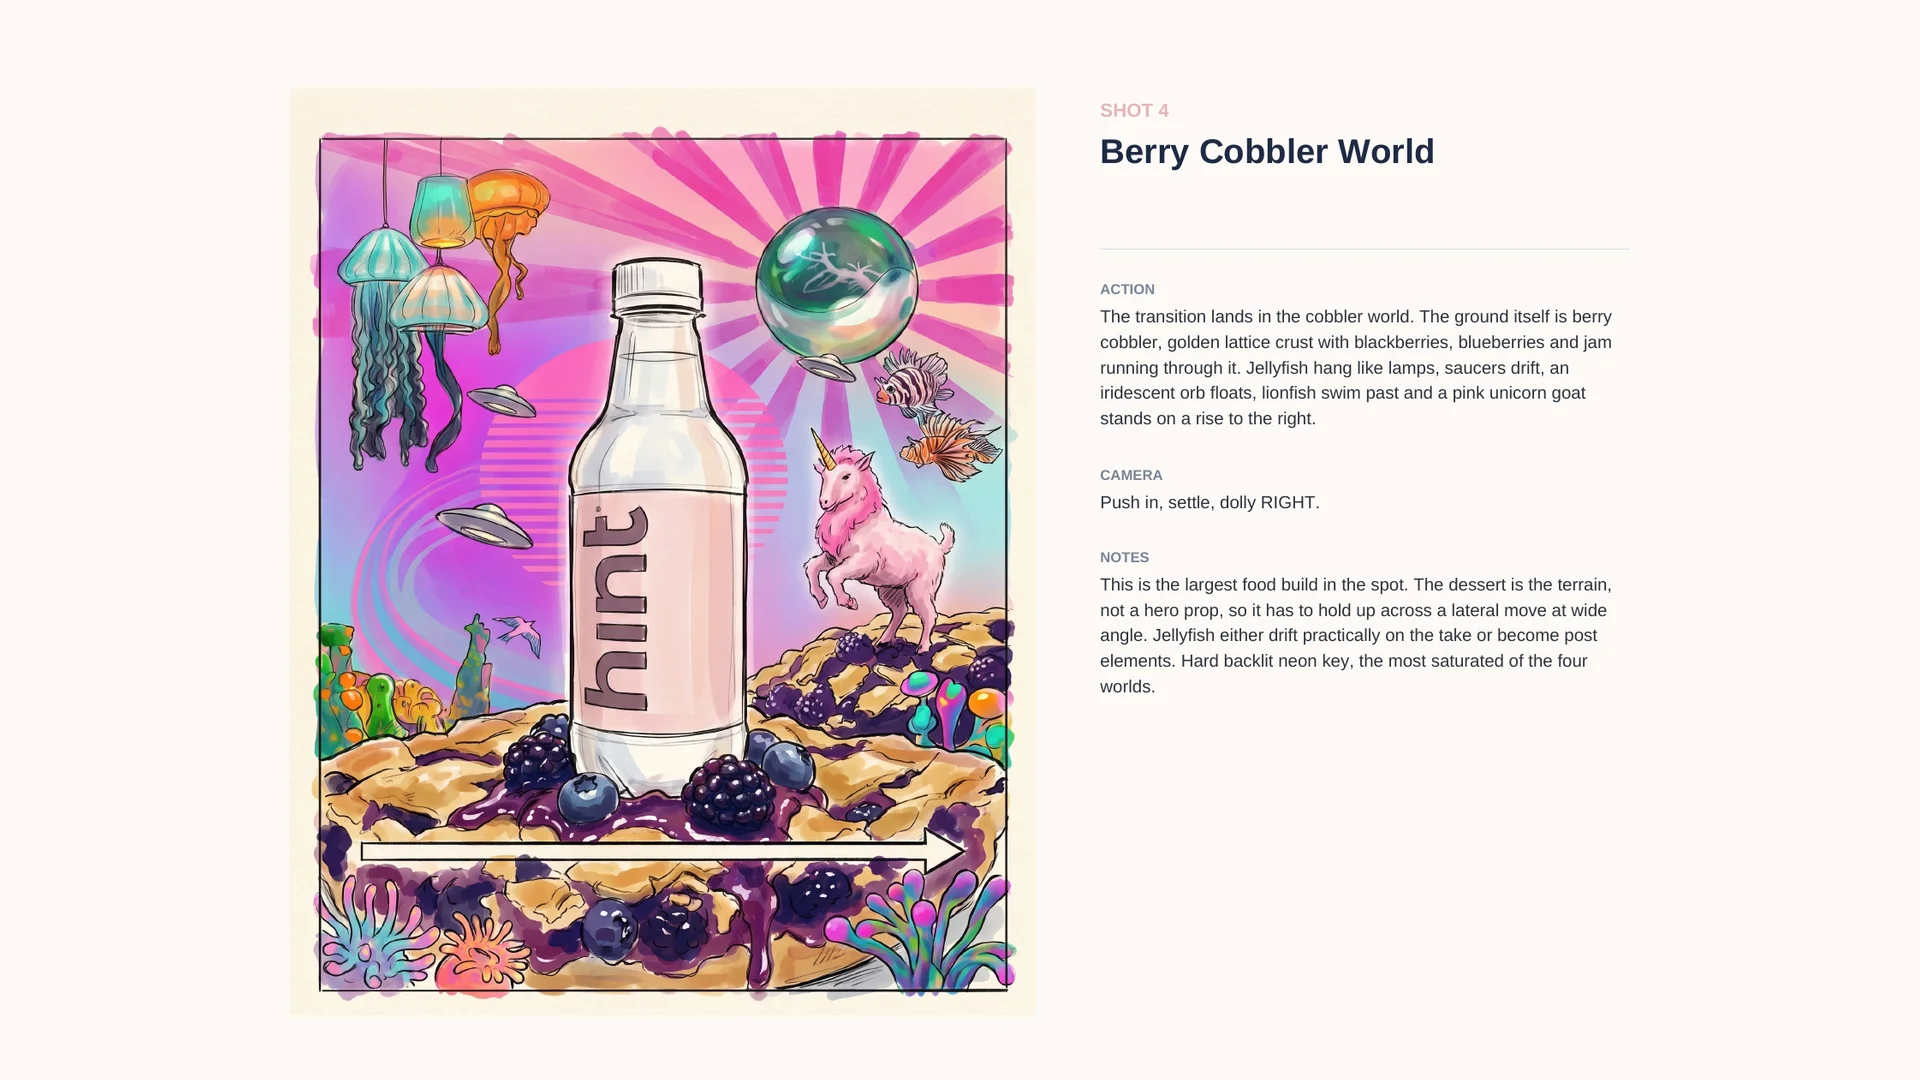 SHOT 4
Berry Cobbler World
ACTION
The transition lands in the cobbler world. The ground itself is berry
cobbler, golden lattice crust with blackberries, blueberries and jam
running through it. Jellyfish hang like lamps, saucers drift, an
iridescent orb floats, lionfish swim past and a pink unicorn goat
stands on a rise to the right.
CAMERA
Push in, settle, dolly RIGHT.
NOTES
This is the largest food build in the spot. The dessert is the terrain,
not a hero prop, so it has to hold up across a lateral move at wide
angle. Jellyfish either drift practically on the take or become post
elements. Hard backlit neon key, the most saturated of the four
worlds.
hint®